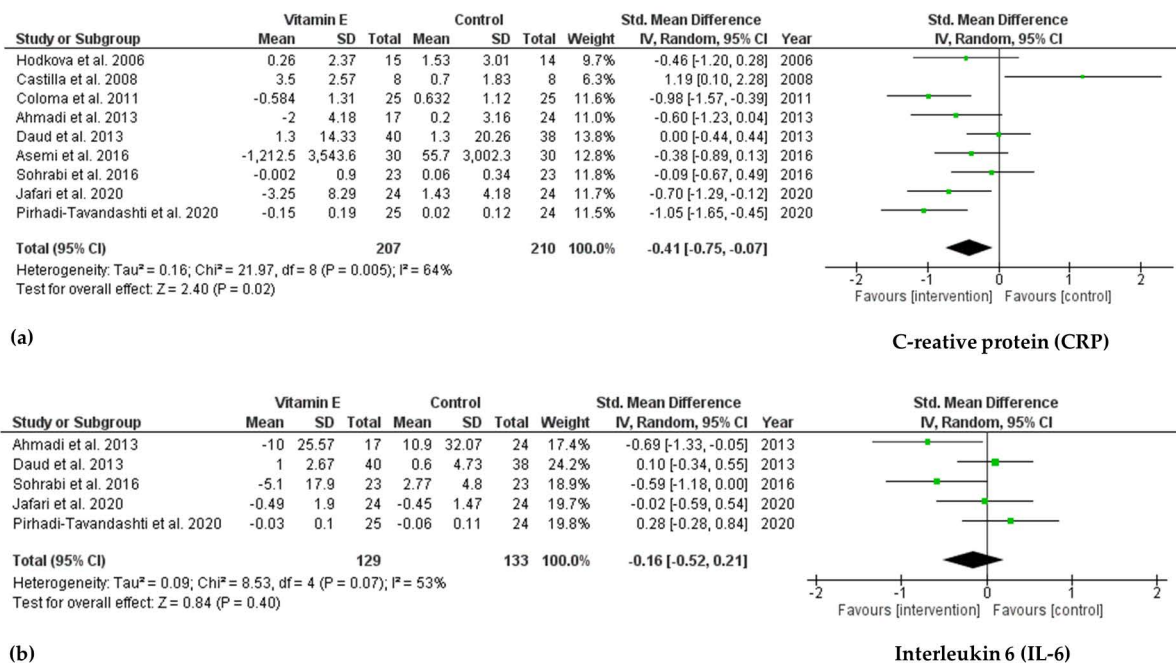 Vitamin E Control Std. Mean Difference Std. Mean Difference
Study or Subgroup Mean SD Total Mean SD Total Weight IV, Random, 95% CI Year IV, Random, 95% CI
Hodkova et al. 2006 0.26 2.37 15 1.53 3.01 14 9.7% -0.46 [-1.20, 0.28] 2006
Castilla et al. 2008 3.5 2.57 8 0.7 1.83 8 6.3% 1.19 [0.10, 2.28] 2008
Coloma et al. 2011 -0.584 1.31 25 0.632 1.12 25 11.6% -0.98 [-1.57, -0.39] 2011
Ahmadi et al. 2013 -2 4.18 17 0.2 3.16 24 11.0% -0.60 [-1.23, 0.04] 2013
Daud et al. 2013 1.3 14.33 40 1.3 20.26 38 13.8% 0.00 [-0.44, 0.44] 2013
Asemi et al. 2016 -1,212.5 3,543.6 30 55.7 3,002.3 30 12.8% -0.38 [-0.89, 0.13] 2016
Sohrabi et al. 2016 -0.002 0.9 23 0.06 0.34 23 11.8% -0.09 [-0.67, 0.49] 2016
Jafari et al. 2020 -3.25 8.29 24 1.43 4.18 24 11.7% -0.70 [-1.29, -0.12] 2020
Pirhadi-Tavandashti et al. 2020 -0.15 0.19 25 0.02 0.12 24 11.5% -1.05 [-1.65, -0.45] 2020
Total (95% CI) 207 210 100.0% -0.41 [-0.75, -0.07]
Heterogeneity: Tau² = 0.16; Chi² = 21.97, df = 8 (P = 0.005); I² = 64%
Test for overall effect: Z = 2.40 (P = 0.02)
-2 -1 0 1 2
Favours [intervention] Favours [control]
(a)
C-reative protein (CRP)
Vitamin E Control Std. Mean Difference Std. Mean Difference
Study or Subgroup Mean SD Total Mean SD Total Weight IV, Random, 95% CI Year IV, Random, 95% CI
Ahmadi et al. 2013 -10 25.57 17 10.9 32.07 24 17.4% -0.69 [-1.33, -0.05] 2013
Daud et al. 2013 1 2.67 40 0.6 4.73 38 24.2% 0.10 [-0.34, 0.55] 2013
Sohrabi et al. 2016 -5.1 17.9 23 2.77 4.8 23 18.9% -0.59 [-1.18, 0.00] 2016
Jafari et al. 2020 -0.49 1.9 24 -0.45 1.47 24 19.7% -0.02 [-0.59, 0.54] 2020
Pirhadi-Tavandashti et al. 2020 -0.03 0.1 25 -0.06 0.11 24 19.8% 0.28 [-0.28, 0.84] 2020
Total (95% CI) 129 133 100.0% -0.16 [-0.52, 0.21]
Heterogeneity: Tau² = 0.09; Chi² = 8.53, df = 4 (P = 0.07); I² = 53%
Test for overall effect: Z = 0.84 (P = 0.40)
-2 -1 0 1 2
Favours [intervention] Favours [control]
(b)
Interleukin 6 (IL-6)